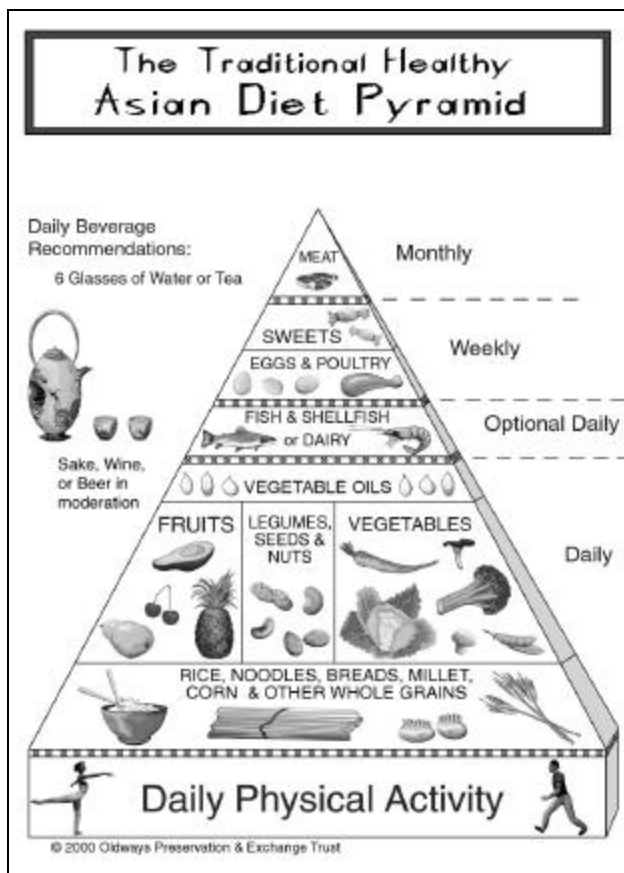 The Traditional Healthy
Asian Diet Pyramid
Daily Beverage
Recommendations:
6 Glasses of Water or Tea
Sake, Wine,
or Beer in
moderation
MEAT
Monthly
SWEETS
Weekly
EGGS & POULTRY
FISH & SHELLFISH
or DAIRY
Optional Daily
VEGETABLE OILS
FRUITS
LEGUMES,
SEEDS &
NUTS
VEGETABLES
Daily
RICE, NOODLES, BREADS, MILLET,
CORN & OTHER WHOLE GRAINS
Daily Physical Activity
© 2000 Oldways Preservation & Exchange Trust